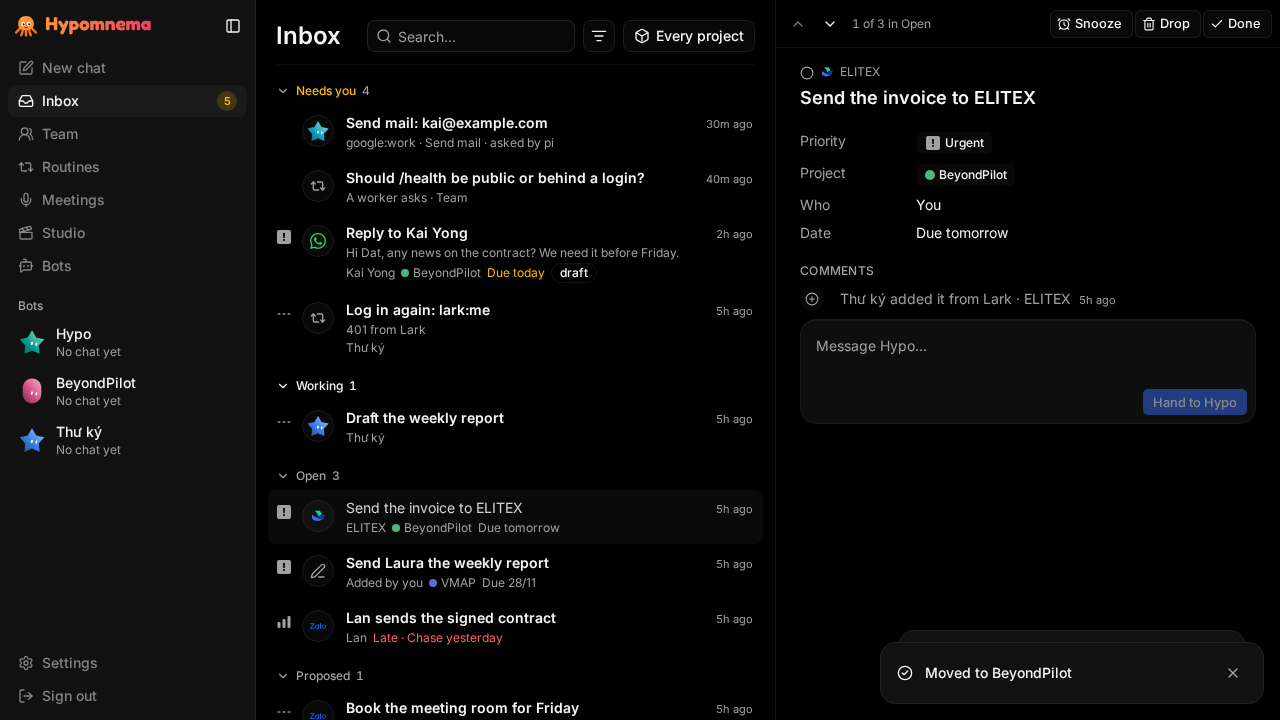 Hypomnema
New chat
Inbox
5
Team
Routines
Meetings
Studio
Bots
Bots
Hypo
No chat yet
BeyondPilot
No chat yet
Thư ký
No chat yet
Settings
Sign out
Inbox
Search...
Every project
Needs you 4
Send mail: kai@example.com
30m ago
google:work · Send mail · asked by pi
Should /health be public or behind a login?
40m ago
A worker asks · Team
Reply to Kai Yong
2h ago
Hi Dat, any news on the contract? We need it before Friday.
Kai Yong BeyondPilot Due today draft
Log in again: lark:me
5h ago
401 from Lark
Thư ký
Working 1
Draft the weekly report
5h ago
Thư ký
Open 3
Send the invoice to ELITEX
5h ago
ELITEX BeyondPilot Due tomorrow
Send Laura the weekly report
5h ago
Added by you VMAP Due 28/11
Zalo
Lan sends the signed contract
5h ago
Lan Late · Chase yesterday
Proposed 1
Zalo
Book the meeting room for Friday
5h ago
1 of 3 in Open
Snooze
Drop
Done
ELITEX
Send the invoice to ELITEX
Priority Urgent
Project BeyondPilot
Who You
Date Due tomorrow
COMMENTS
Thư ký added it from Lark · ELITEX 5h ago
Message Hypo...
Hand to Hypo
Moved to BeyondPilot